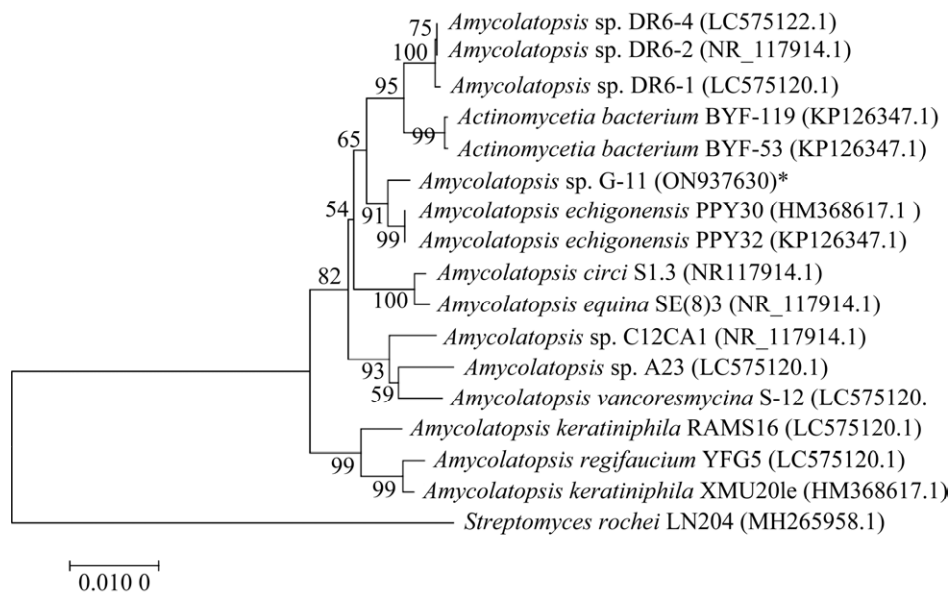 75
Amycolatopsis sp. DR6-4 (LC575122.1)
100
Amycolatopsis sp. DR6-2 (NR_117914.1)
95
Amycolatopsis sp. DR6-1 (LC575120.1)
Actinomycetia bacterium BYF-119 (KP126347.1)
65
99
Actinomycetia bacterium BYF-53 (KP126347.1)
Amycolatopsis sp. G-11 (ON937630)*
54
91
Amycolatopsis echigonensis PPY30 (HM368617.1 )
99
Amycolatopsis echigonensis PPY32 (KP126347.1)
82
Amycolatopsis circi S1.3 (NR117914.1)
100
Amycolatopsis equina SE(8)3 (NR_117914.1)
Amycolatopsis sp. C12CA1 (NR_117914.1)
93
Amycolatopsis sp. A23 (LC575120.1)
59
Amycolatopsis vancoresmycina S-12 (LC575120.
Amycolatopsis keratiniphila RAMS16 (LC575120.1)
99
Amycolatopsis regifaucium YFG5 (LC575120.1)
99
Amycolatopsis keratiniphila XMU20le (HM368617.1)
Streptomyces rochei LN204 (MH265958.1)
0.010 0